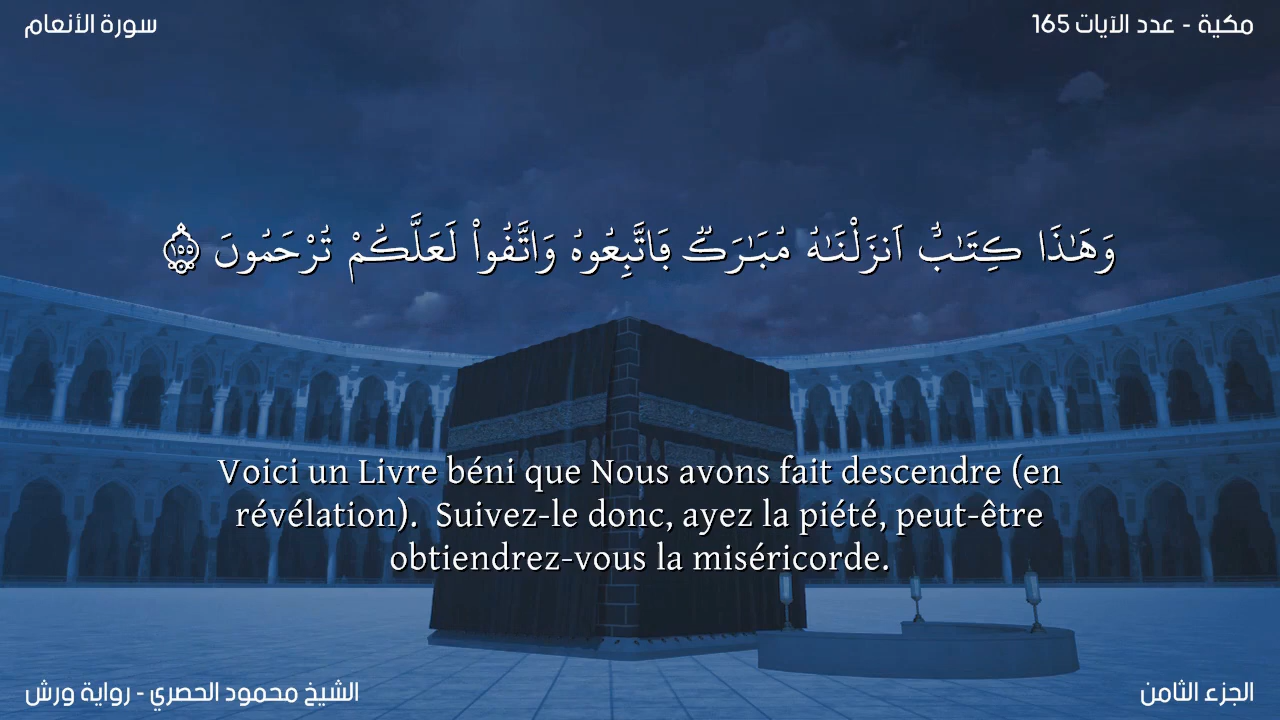 سورة الأنعام
مكية - عدد الآيات 165
وَهَٰذَا كِتَٰبٌ اَنزَلْنَٰهُ مُبَٰرَكٞ فَاتَّبِعُوهُ وَاتَّقُواْ لَعَلَّكُمْ تُرْحَمُونَ ١٥٥
Voici un Livre béni que Nous avons fait descendre (en
révélation).  Suivez-le donc, ayez la piété, peut-être
obtiendrez-vous la miséricorde.
الشيخ محمود الحصري - رواية ورش
الجزء الثامن